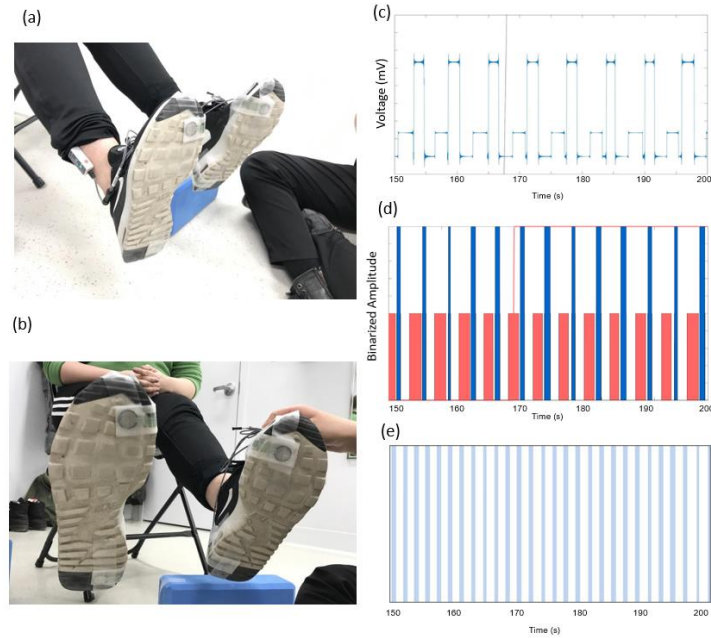 (a)
(b)
(c)
Voltage (mV)
150 160 170 180 190 200
Time (s)
(d)
Binarized Amplitude
150 160 170 180 190 200
Time (s)
(e)
150 160 170 180 190 200
Time (s)